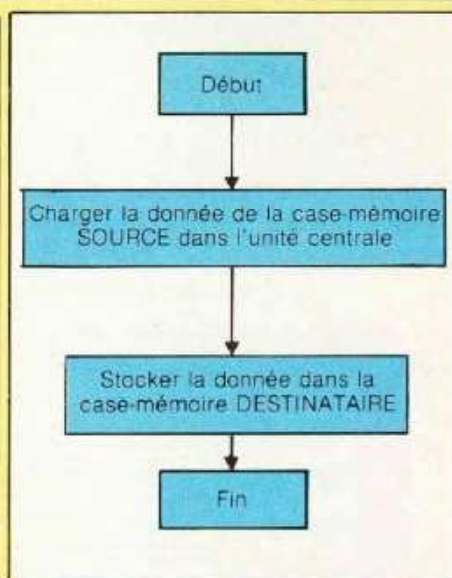 Début
Charger la donnée de la case-mémoire
SOURCE dans l'unité centrale
Stocker la donnée dans la
case-mémoire DESTINATAIRE
Fin